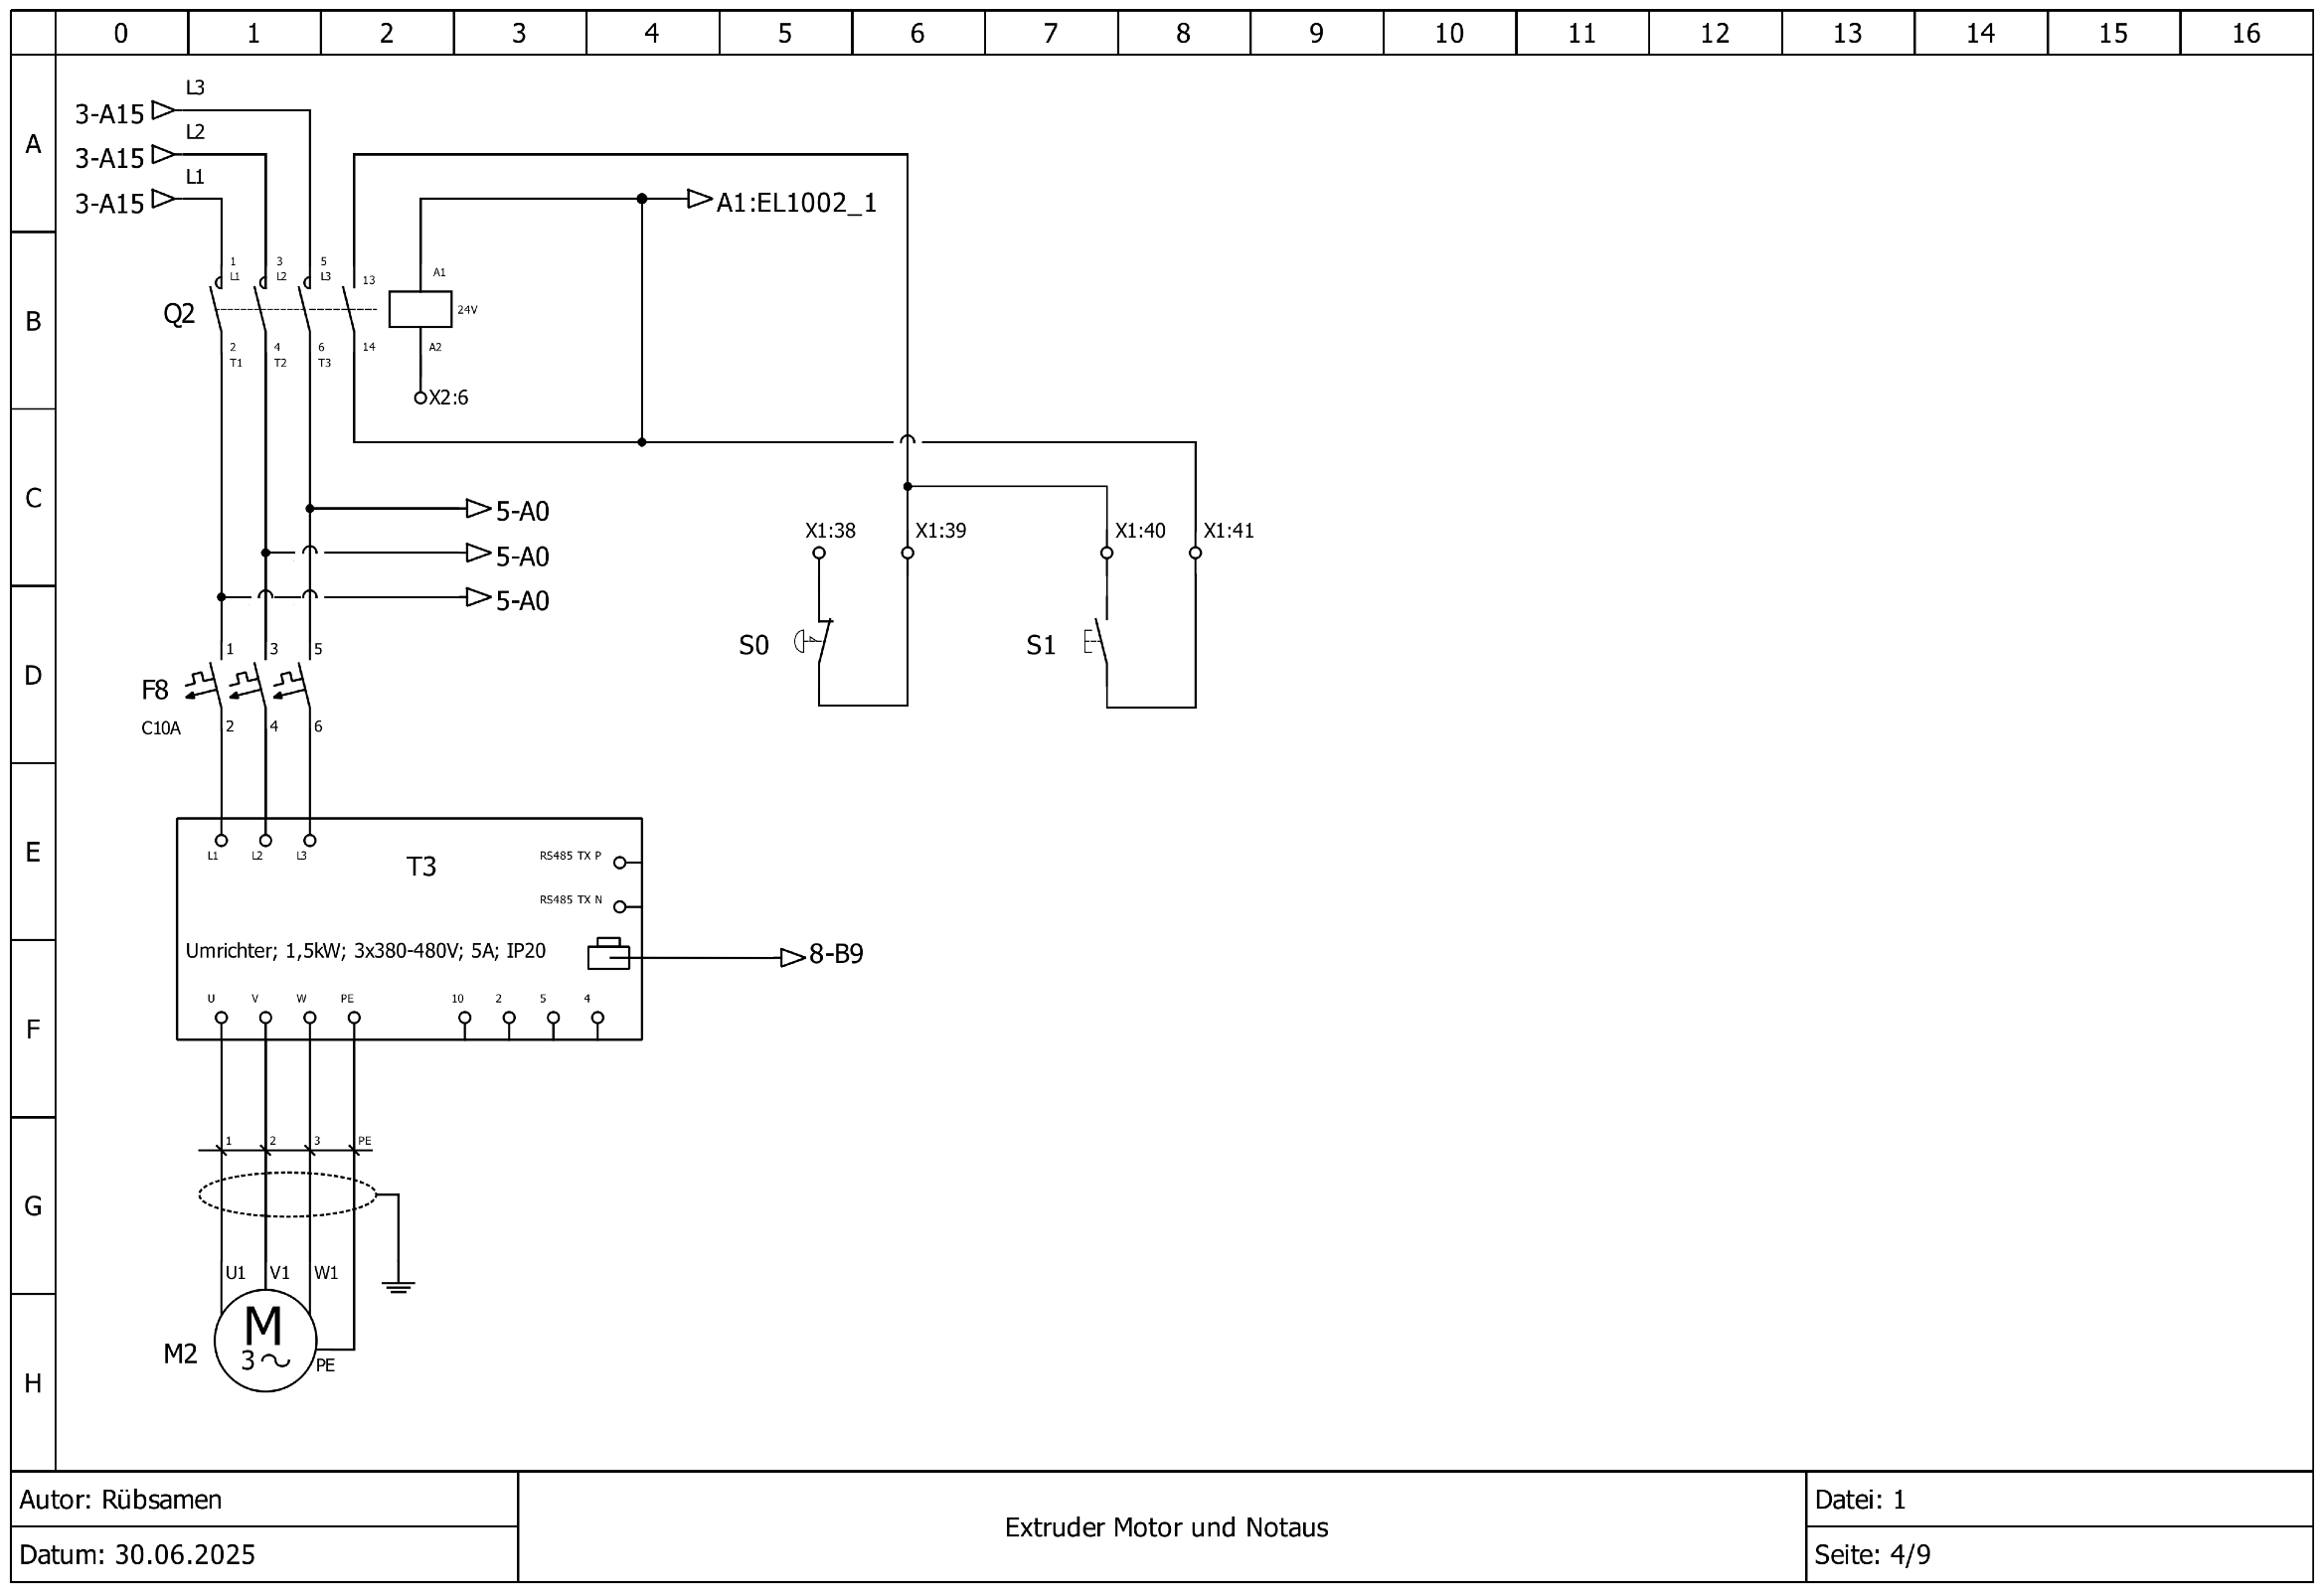 0 1 2 3 4 5 6 7 8 9 10 11 12 13 14 15 16
A
B
C
D
E
F
G
H
L3
3-A15
L2
3-A15
L1
3-A15
A1:EL1002_1
1 3 5
L1 L2 L3 13 A1
Q2 24V
2 4 6 14 A2
T1 T2 T3
X2:6
5-A0
5-A0
5-A0
X1:38 X1:39 X1:40 X1:41
S0 S1
1 3 5
F8
C10A 2 4 6
L1 L2 L3 T3 RS485 TX P
RS485 TX N
Umrichter; 1,5kW; 3x380-480V; 5A; IP20
8-B9
U V W PE 10 2 5 4
1 2 3 PE
U1 V1 W1
M
3
M2
PE
Autor: Rübsamen
Datum: 30.06.2025
Extruder Motor und Notaus
Datei: 1
Seite: 4/9